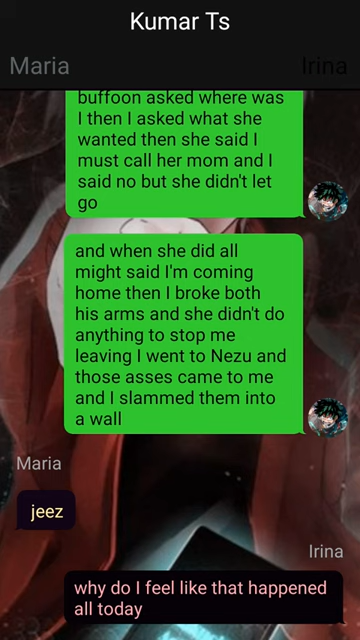 Kumar Ts
Maria
Irina
buffoon asked where was
I then I asked what she
wanted then she said I
must call her mom and I
said no but she didn't let
go
and when she did all
might said I'm coming
home then I broke both
his arms and she didn't do
anything to stop me
leaving I went to Nezu and
those asses came to me
and I slammed them into
a wall
Maria
jeez
Irina
why do I feel like that happened
all today